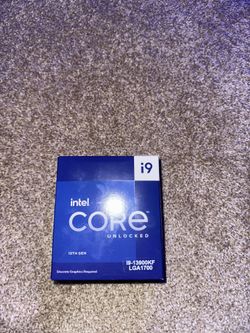 i9
intel
CORE
UNLOCKED
13TH GEN
i9-13900KF
LGA1700
Discrete Graphics Required